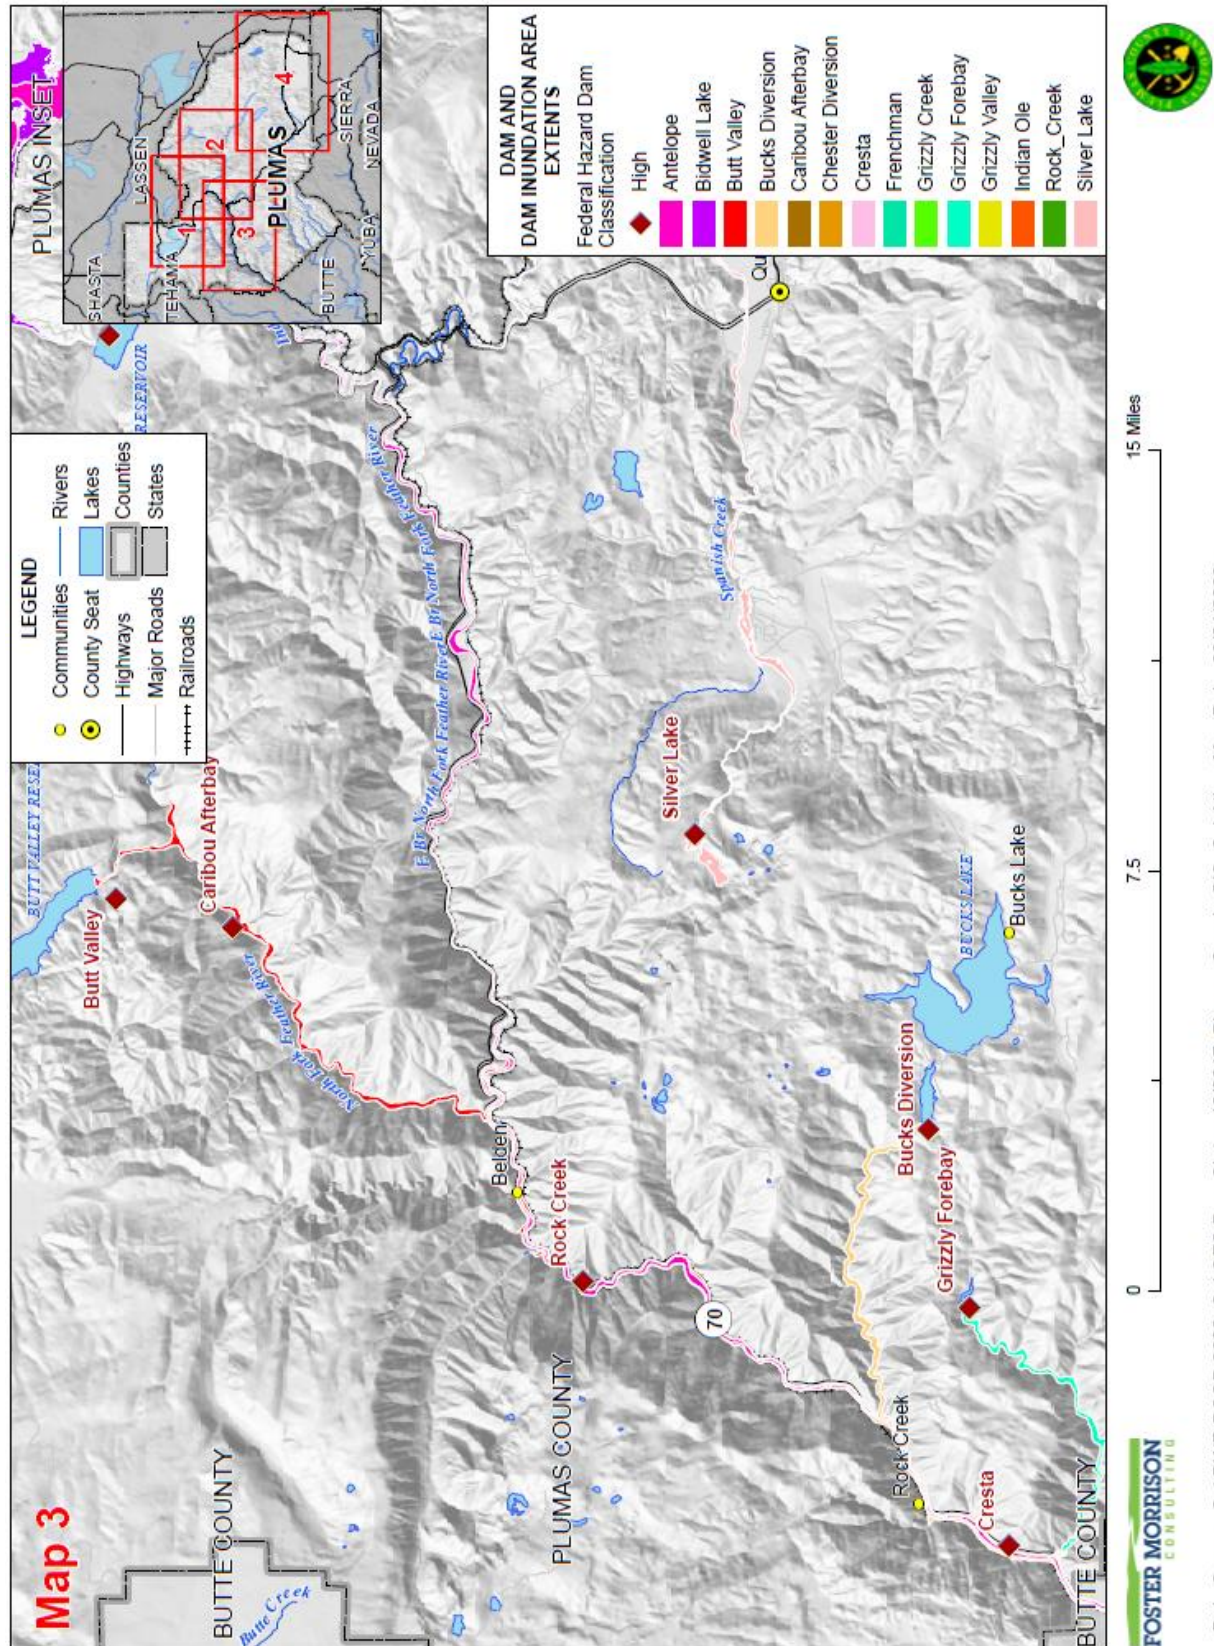 Map 3
PLUMAS INSET
SHASTA
LASSEN
TEHAMA
PLUMAS
BUTTE
YUBA
SIERRA
NEVADA
1
2
3
4
LEGEND
Communities
County Seat
Highways
Major Roads
Railroads
Rivers
Lakes
Counties
States
DAM AND
DAM INUNDATION AREA
EXTENTS
Federal Hazard Dam
Classification
High
Antelope
Bidwell Lake
Butt Valley
Bucks Diversion
Caribou Afterbay
Chester Diversion
Cresta
Frenchman
Grizzly Creek
Grizzly Forebay
Grizzly Valley
Indian Ole
Rock_Creek
Silver Lake
BUTT VALLEY RESE
RESERVOIR
Butt Valley
Caribou Afterbay
North Fork Feather River
E Br North Fork Feather River
E Br North Fork Feather River
Ind
BUTTE COUNTY
Butte Creek
Belden
Rock Creek
PLUMAS COUNTY
70
Silver Lake
Spanish Creek
Qu
BUCKS LAKE
Bucks Lake
Bucks Diversion
Grizzly Forebay
Rock Creek
Cresta
BUTTE COUNTY
0
7.5
15 Miles
FOSTER MORRISON
CONSULTING